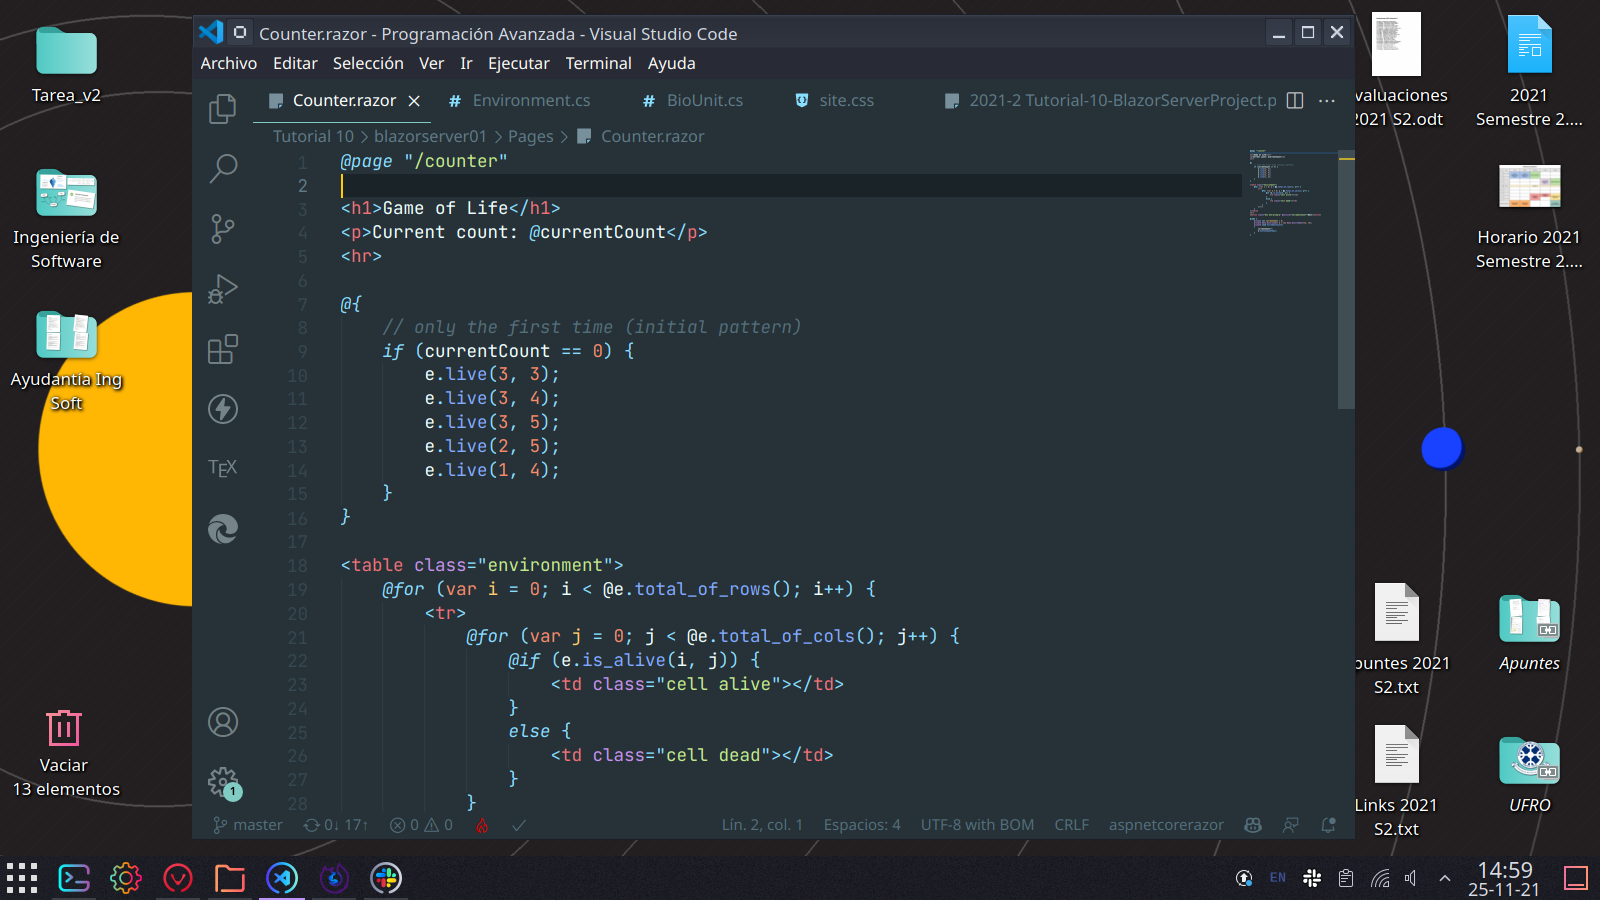 Counter.razor - Programación Avanzada - Visual Studio Code
Archivo Editar Selección Ver Ir Ejecutar Terminal Ayuda
Counter.razor # Environment.cs # BioUnit.cs site.css 2021-2 Tutorial-10-BlazorServerProject.p
Tutorial 10 > blazorserver01 > Pages > Counter.razor
1 @page "/counter"
2
3 <h1>Game of Life</h1>
4 <p>Current count: @currentCount</p>
5 <hr>
6
7 @{
8 // only the first time (initial pattern)
9 if (currentCount == 0) {
10 e.live(3, 3);
11 e.live(3, 4);
12 e.live(3, 5);
13 e.live(2, 5);
14 e.live(1, 4);
15 }
16 }
17
18 <table class="environment">
19 @for (var i = 0; i < @e.total_of_rows(); i++) {
20 <tr>
21 @for (var j = 0; j < @e.total_of_cols(); j++) {
22 @if (e.is_alive(i, j)) {
23 <td class="cell alive"></td>
24 }
25 else {
26 <td class="cell dead"></td>
27 }
28 }
TEX
1
master 0↓ 17↑ 0 0 Lín. 2, col. 1 Espacios: 4 UTF-8 with BOM CRLF aspnetcorerazor
Tarea_v2
Ingeniería de
Software
Ayudantía Ing
Soft
Vaciar
13 elementos
valuaciones
2021 S2.odt
2021
Semestre 2....
Horario 2021
Semestre 2....
puntes 2021
S2.txt
Apuntes
Links 2021
S2.txt
UFRO
EN
14:59
25-11-21